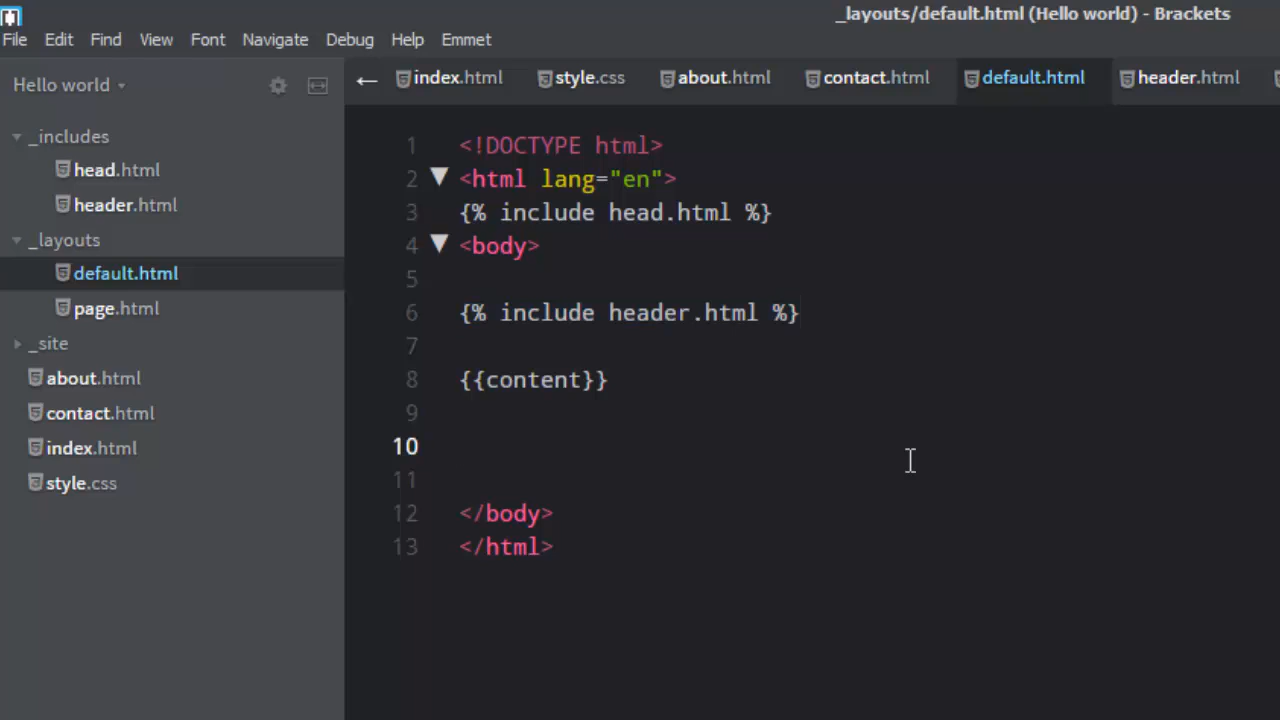 _layouts/default.html (Hello world) - Brackets
File Edit Find View Font Navigate Debug Help Emmet
Hello world
index.html style.css about.html contact.html default.html header.html
_includes
head.html
header.html
_layouts
default.html
page.html
_site
about.html
contact.html
index.html
style.css
1 <!DOCTYPE html>
2 <html lang="en">
3 {% include head.html %}
4 <body>
5
6 {% include header.html %}
7
8 {{content}}
9
10
11
12 </body>
13 </html>